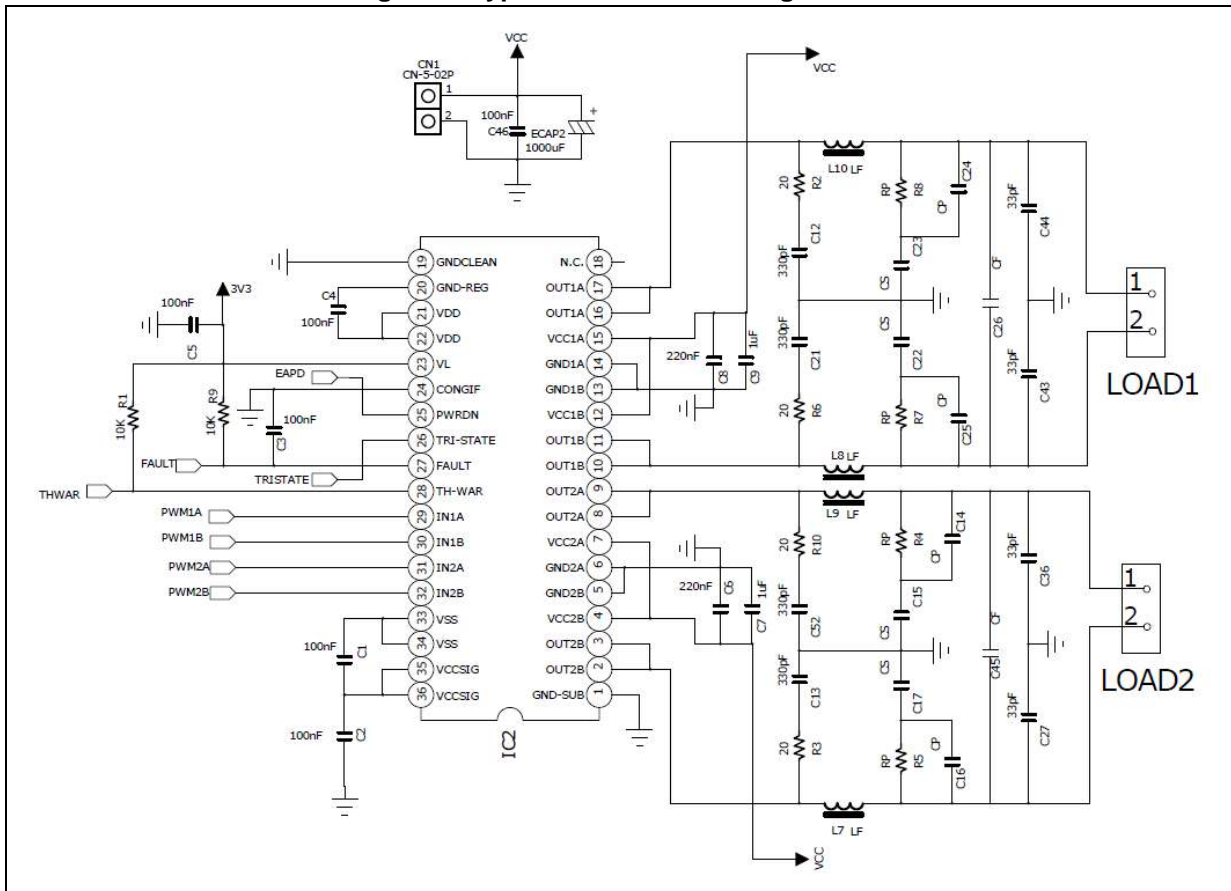 VCC
CN1
CN-5-02P
1
2
100nF
C46
+
ECAP2
1000uF
VCC
L10 LF
20
R2
330pF
C12
RP
R8
CP
C24
CS
C23
33pF
C44
CF
C26
330pF
C21
CS
C22
20
R6
RP
R7
CP
C25
33pF
C43
L8 LF
1
2
LOAD1
220nF
C8
1uF
C9
19 GNDCLEAN
20 GND-REG
21 VDD
22 VDD
23 VL
24 CONGIF
25 PWRDN
26 TRI-STATE
27 FAULT
28 TH-WAR
29 IN1A
30 IN1B
31 IN2A
32 IN2B
33 VSS
34 VSS
35 VCCSIG
36 VCCSIG
N.C. 18
OUT1A 17
OUT1A 16
VCC1A 15
GND1A 14
GND1B 13
VCC1B 12
OUT1B 11
OUT1B 10
OUT2A 9
OUT2A 8
VCC2A 7
GND2A 6
GND2B 5
VCC2B 4
OUT2B 3
OUT2B 2
GND-SUB 1
IC2
3V3
100nF
C5
C4
100nF
EAPD
R1
10K
R9
10K
100nF
C3
FAULT
TRISTATE
THWAR
PWM1A
PWM1B
PWM2A
PWM2B
100nF
C1
100nF
C2
L9 LF
220nF
C6
1uF
C7
20
R10
330pF
C52
RP
R4
CP
C14
CS
C15
33pF
C36
CF
C45
330pF
C13
CS
C17
20
R3
RP
R5
CP
C16
33pF
C27
L7 LF
1
2
LOAD2
VCC